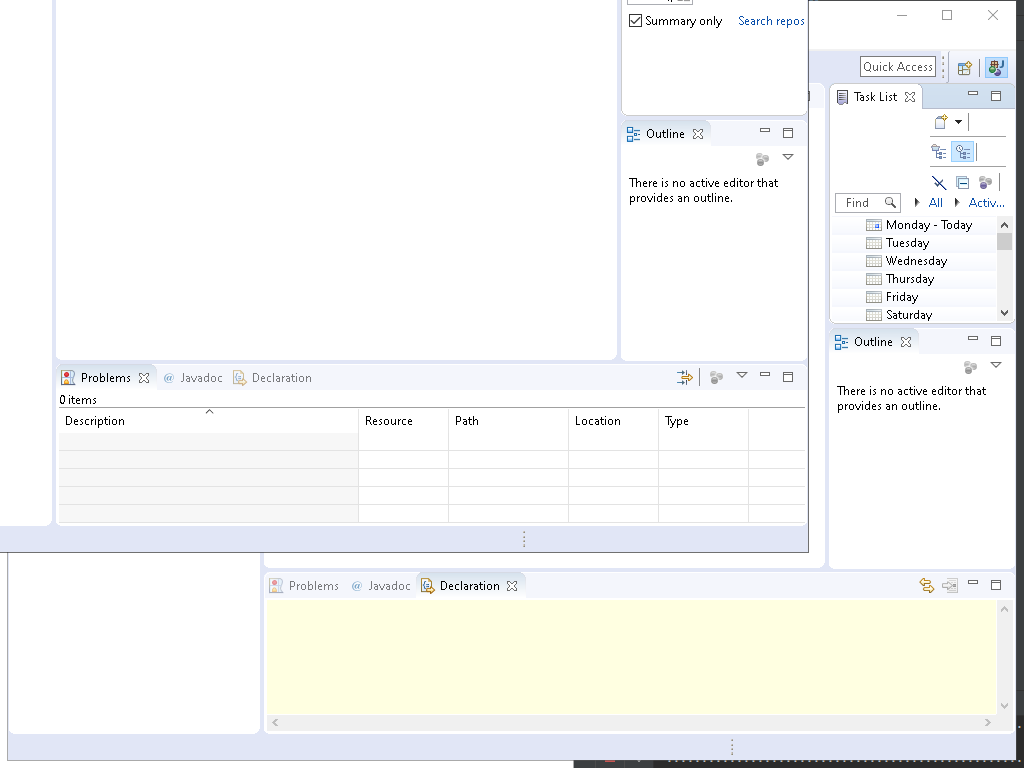 Summary only Search repos
Quick Access
Task List
Outline
There is no active editor that
provides an outline.
Find All Activ...
Monday - Today
Tuesday
Wednesday
Thursday
Friday
Saturday
Outline
There is no active editor that
provides an outline.
Problems @ Javadoc Declaration
0 items
Description Resource Path Location Type
Problems @ Javadoc Declaration